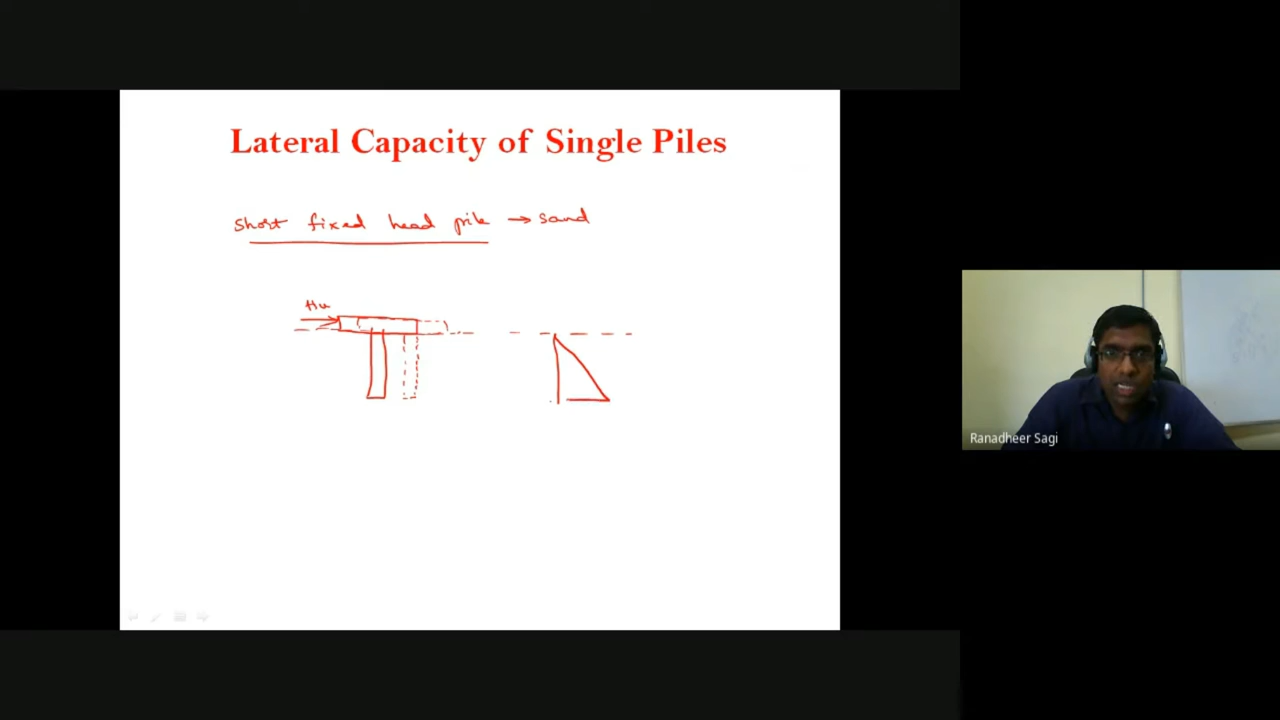 Lateral Capacity of Single Piles
short fixed head pile → sand
Hu
Ranadheer Sagi